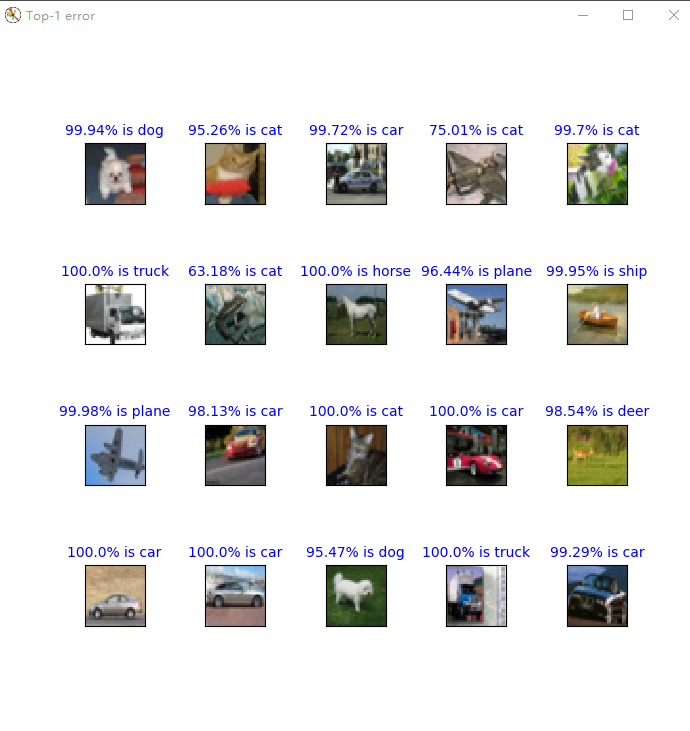 Top-1 error
99.94% is dog 95.26% is cat 99.72% is car 75.01% is cat 99.7% is cat
100.0% is truck 63.18% is cat 100.0% is horse 96.44% is plane 99.95% is ship
99.98% is plane 98.13% is car 100.0% is cat 100.0% is car 98.54% is deer
100.0% is car 100.0% is car 95.47% is dog 100.0% is truck 99.29% is car